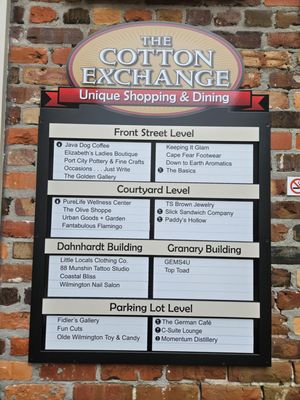 THE
COTTON
EXCHANGE
Unique Shopping & Dining
Front Street Level
Java Dog Coffee
Elizabeth's Ladies Boutique
Port City Pottery & Fine Crafts
Occasions . . . Just Write
The Golden Gallery
Keeping It Glam
Cape Fear Footwear
Down to Earth Aromatics
The Basics
Courtyard Level
PureLife Wellness Center
The Olive Shoppe
Urban Goods + Garden
Fantabulous Flamingo
TS Brown Jewelry
Slick Sandwich Company
Paddy's Hollow
Dahnhardt Building
Little Locals Clothing Co.
88 Munshin Tattoo Studio
Coastal Bliss
Wilmington Nail Salon
Granary Building
GEMS4U
Top Toad
Parking Lot Level
Fidler's Gallery
Fun Cuts
Olde Wilmington Toy & Candy
The German Café
C-Suite Lounge
Momentum Distillery